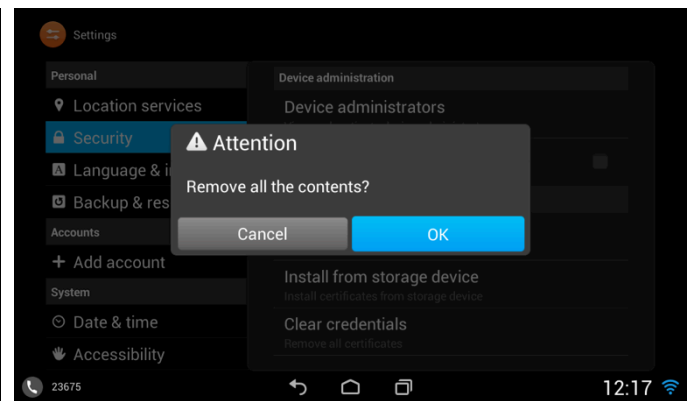 Settings
Personal
Location services
Security
Language & i
Backup & res
Accounts
Add account
System
Date & time
Accessibility
Device administration
Device administrators
Attention
Remove all the contents?
Cancel
OK
Install from storage device
Install certificates from storage device
Clear credentials
Remove all certificates
23675
12:17